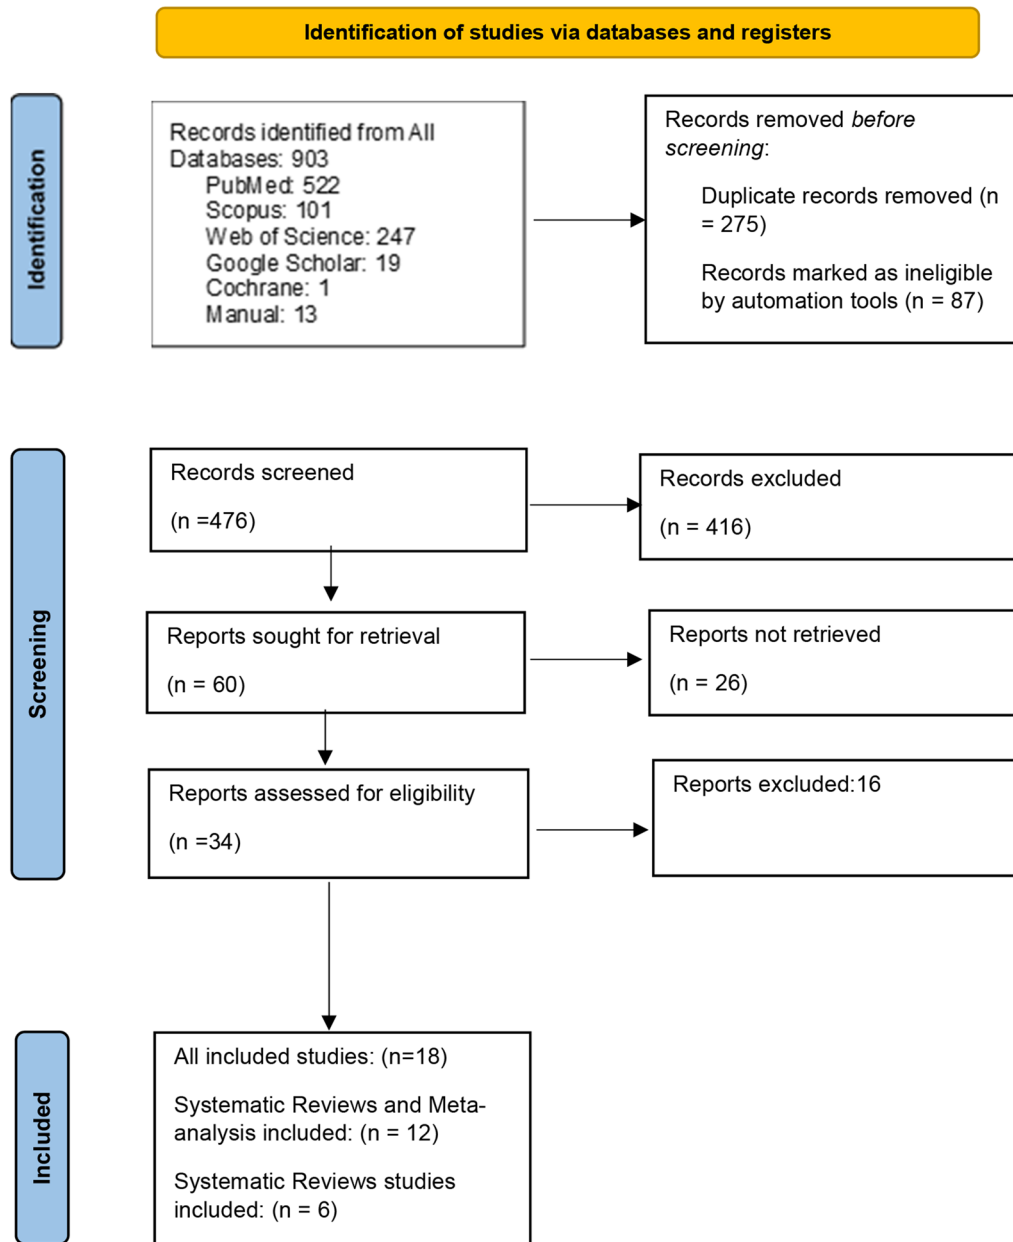 Identification of studies via databases and registers
Identification
Records identified from All
Databases: 903
PubMed: 522
Scopus: 101
Web of Science: 247
Google Scholar: 19
Cochrane: 1
Manual: 13
Records removed before
screening:
Duplicate records removed (n
= 275)
Records marked as ineligible
by automation tools (n = 87)
Screening
Records screened
(n =476)
Records excluded
(n = 416)
Reports sought for retrieval
(n = 60)
Reports not retrieved
(n = 26)
Reports assessed for eligibility
(n =34)
Reports excluded:16
Included
All included studies: (n=18)
Systematic Reviews and Meta-
analysis included: (n = 12)
Systematic Reviews studies
included: (n = 6)